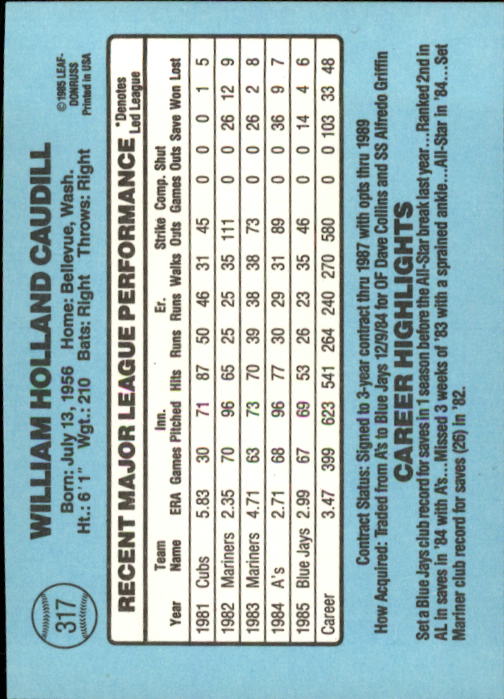 317
WILLIAM HOLLAND CAUDILL
Born: July 13, 1956 Home: Bellevue, Wash.
Ht.: 6'1" Wgt.: 210 Bats: Right Throws: Right
© 1985 LEAF-
DONRUSS
Printed in USA
RECENT MAJOR LEAGUE PERFORMANCE
*Denotes
Led League
Team Inn. Er. Strike Comp. Shut
Year Name ERA Games Pitched Hits Runs Runs Walks Outs Games Outs Save Won Lost
1981 Cubs 5.83 30 71 87 50 46 31 45 0 0 0 1 5
1982 Mariners 2.35 70 96 65 25 25 35 111 0 0 26 12 9
1983 Mariners 4.71 63 73 70 39 38 38 73 0 0 26 2 8
1984 A's 2.71 68 96 77 30 29 31 89 0 0 36 9 7
1985 Blue Jays 2.99 67 69 53 26 23 35 46 0 0 14 4 6
Career 3.47 399 623 541 264 240 270 580 0 0 103 33 48
Contract Status: Signed to 3-year contract thru 1987 with opts thru 1989
How Acquired: Traded from A's to Blue Jays 12/9/84 for OF Dave Collins and SS Alfredo Griffin
CAREER HIGHLIGHTS
Set a Blue Jays club record for saves in 1 season before the All-Star break last year....Ranked 2nd in
AL in saves in '84 with A's....Missed 3 weeks of '83 with a sprained ankle....All-Star in '84....Set
Mariner club record for saves (26) in '82.